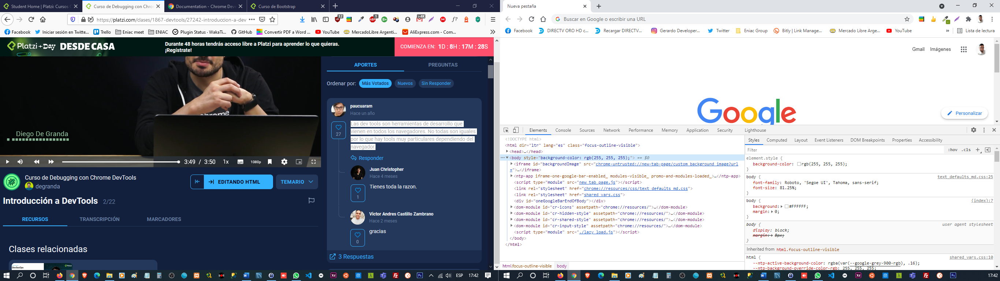 Student Home | Platzi: Cursos
Curso de Debugging con Chrom
Documentation - Chrome Deve
Curso de Bootstrap
https://platzi.com/clases/1867-devtools/27242-introduccion-a-dev
Facebook
Iniciar sesión en Twitte...
Trello
Eniac meet
ENIAC
Plugin Status · WakaTi...
GitHub
Convertir PDF a Word ...
YouTube
MercadoLibre Argenti...
AliExpress.com - Com...
Platzi+Day DESDE CASA
Durante 48 horas tendrás acceso libre a Platzi para aprender lo que quieras.
¡Regístrate!
COMIENZA EN: 1D : 8H : 17M : 28S
Diego De Granda
3:49 / 3:50
1x
1080p
Curso de Debugging con Chrome DevTools
degranda
EDITANDO HTML
TEMARIO
Introducción a DevTools 2/22
RECURSOS
TRANSCRIPCIÓN
MARCADORES
Clases relacionadas
DevSecOps
Platzi
APORTES
PREGUNTAS
Ordenar por:
Más Votados
Nuevos
Sin Responder
paucuaram
Hace un año
27
Las dev tools son herramientas de desarrollo que
vienen en todos los navegadores. No todas son iguales
por lo que hay tools muy particulares dependiendo del
navegador.
Responder
Juan Christopher
Hace 4 meses
1
Tienes toda la razon.
Víctor Andres Castillo Zambrano
Hace 2 meses
0
gracias
3 Respuestas
ESP
17:42
Nueva pestaña
Buscar en Google o escribir una URL
Facebook
DIRECTV ORO HD c...
Recargar DIRECTV...
Gerardo Developer...
Twitter
Eniac Group
Bitly | Link Manage...
Mercado Libre Arge...
YouTube
Lista de lectura
Gmail
Imágenes
Google
Personalizar
Elements
Console
Sources
Network
Performance
Memory
Application
Security
Lighthouse
<!DOCTYPE html>
<html dir="ltr" lang="es" class="focus-outline-visible">
<head>…</head>
<body style="background-color: rgb(255, 255, 255);"> == $0
<iframe id="backgroundImage" src="chrome-untrusted://new-tab-page/custom_background_image?url
=">…</iframe>
<ntp-app iframe-one-google-bar-enabled_ modules-visible_ promo-and-modules-loaded_>…</ntp-app>
<script type="module" src="new_tab_page.js"></script>
<link rel="stylesheet" href="chrome://resources/css/text_defaults_md.css">
<link rel="stylesheet" href="shared_vars.css">
<div id="oneGoogleBarEndOfBody"></div>
<dom-module id="cr-icons" assetpath="chrome://resources/">…</dom-module>
<dom-module id="cr-hidden-style" assetpath="chrome://resources/">…</dom-module>
<dom-module id="cr-shared-style" assetpath="chrome://resources/">…</dom-module>
<dom-module id="cr-input-style" assetpath="chrome://resources/">…</dom-module>
<script type="module" src="./lazy_load.js"></script>
</body>
</html>
html.focus-outline-visible
body
Styles
Computed
Layout
Event Listeners
DOM Breakpoints
Properties
Accessibility
Filter
:hov .cls
element.style {
background-color: rgb(255, 255, 255);
}
body {
text_defaults_md.css:25
font-family: Roboto, 'Segoe UI', Tahoma, sans-serif;
font-size: 81.25%;
}
body {
(index):7
background: #FFFFFF;
margin: 0;
}
body {
user agent stylesheet
display: block;
margin: 8px;
}
Inherited from html.focus-outline-visible
html {
shared_vars.css:10
--ntp-active-background-color: rgba(var(--google-grey-900-rgb), .16);
--ntp-background-override-color-rgb: 255, 255, 255;
17:42